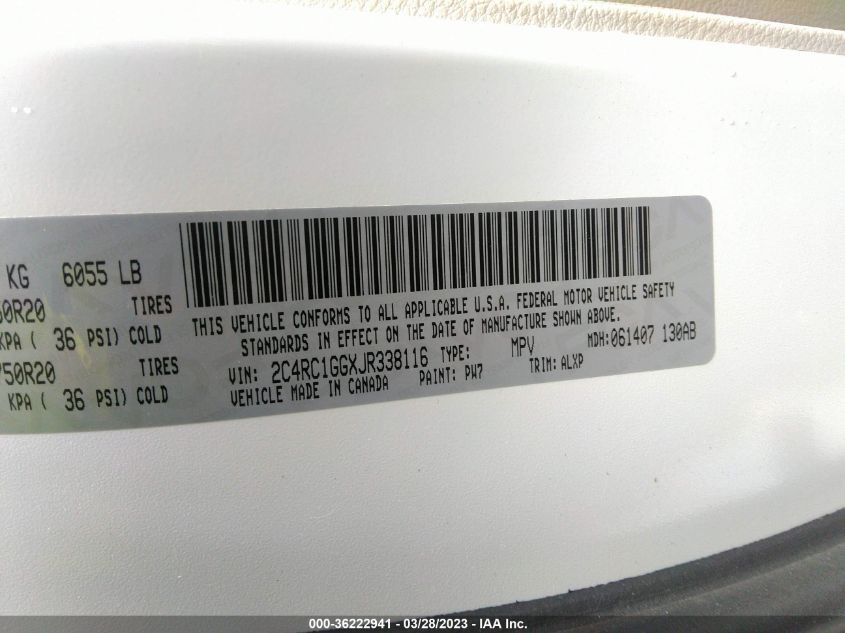 KG 6055 LB
50R20 TIRES
KPA ( 36 PSI) COLD
/50R20 TIRES
KPA ( 36 PSI) COLD
THIS VEHICLE CONFORMS TO ALL APPLICABLE U.S.A. FEDERAL MOTOR VEHICLE SAFETY
STANDARDS IN EFFECT ON THE DATE OF MANUFACTURE SHOWN ABOVE.
VIN: 2C4RC1GGXJR338116 TYPE: MPV MDH:061407 130AB
VEHICLE MADE IN CANADA PAINT: PW7 TRIM: ALXP
000-36222941 - 03/28/2023 - IAA Inc.